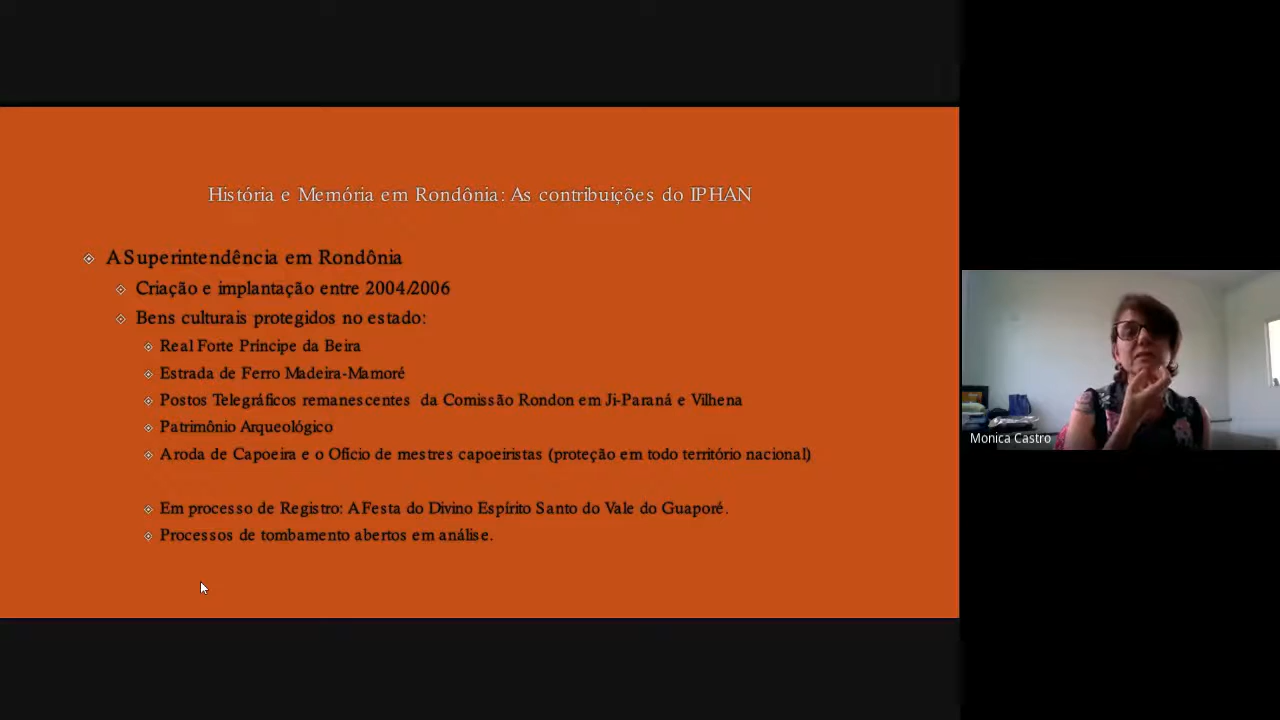 História e Memória em Rondônia: As contribuições do IPHAN
A Superintendência em Rondônia
Criação e implantação entre 2004/2006
Bens culturais protegidos no estado:
Real Forte Príncipe da Beira
Estrada de Ferro Madeira-Mamoré
Postos Telegráficos remanescentes da Comissão Rondon em Ji-Paraná e Vilhena
Patrimônio Arqueológico
A roda de Capoeira e o Ofício de mestres capoeiristas (proteção em todo território nacional)
Em processo de Registro: A Festa do Divino Espírito Santo do Vale do Guaporé.
Processos de tombamento abertos em análise.
Monica Castro